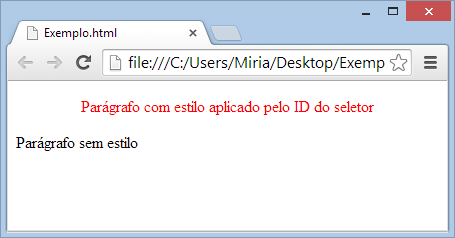 Exemplo.html
file:///C:/Users/Miria/Desktop/Exemp
Parágrafo com estilo aplicado pelo ID do seletor
Parágrafo sem estilo